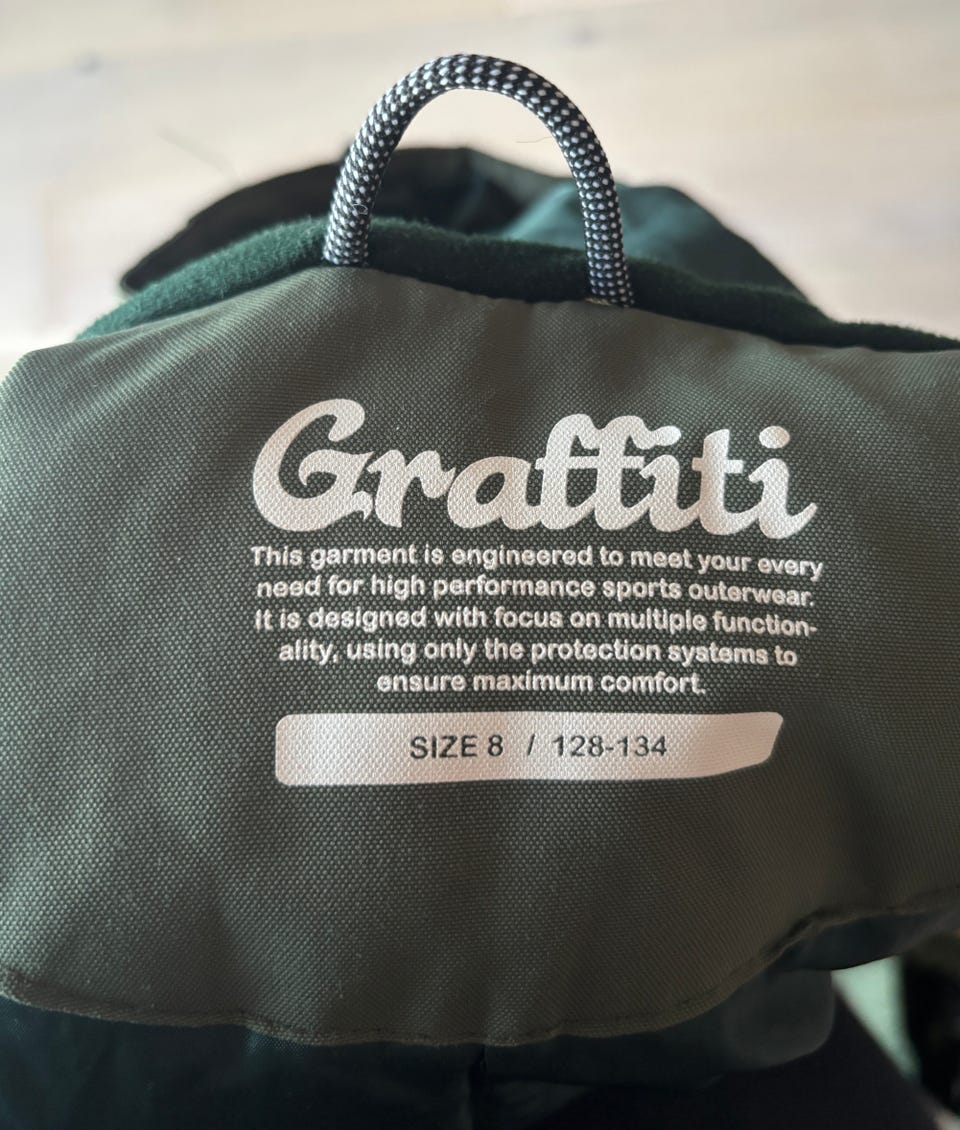 Graffiti
This garment is engineered to meet your every
need for high performance sports outerwear.
It is designed with focus on multiple function-
ality, using only the protection systems to
ensure maximum comfort.
SIZE 8 / 128-134